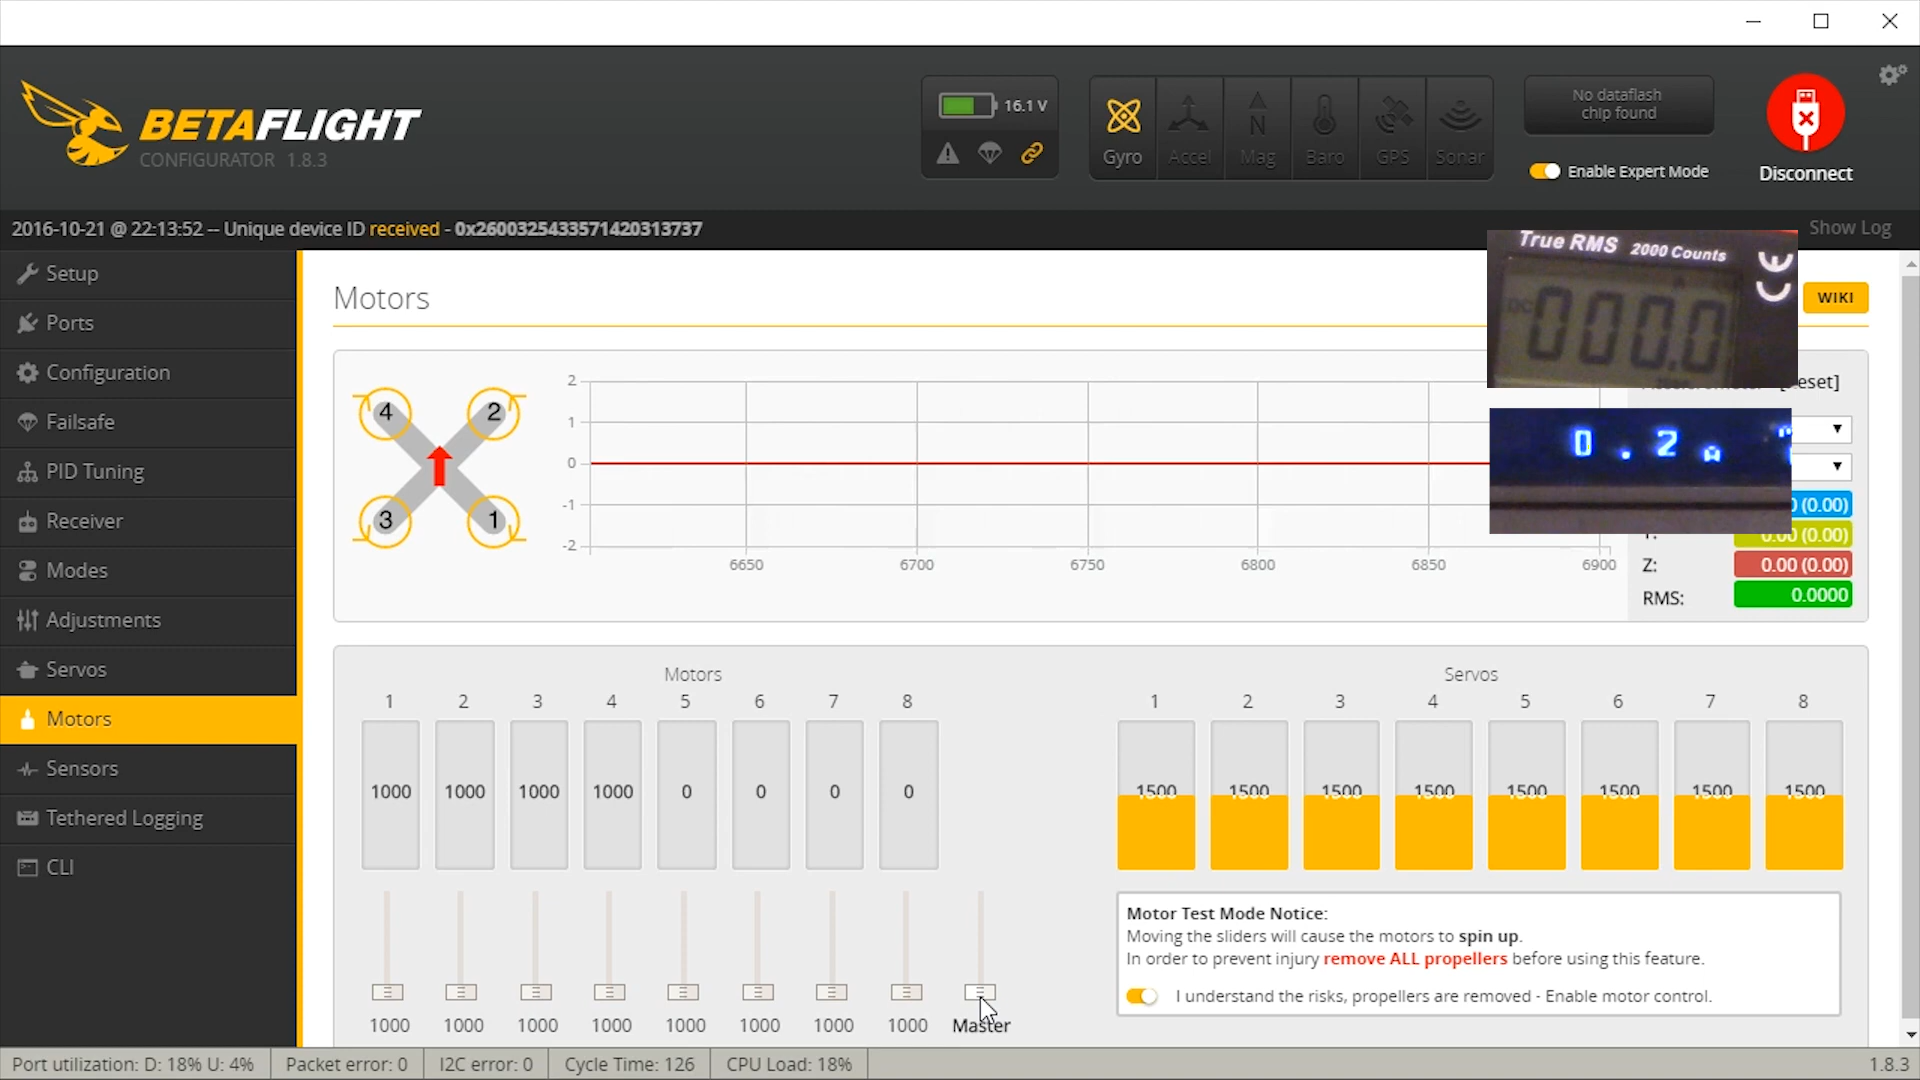 BETAFLIGHT
CONFIGURATOR 1.8.3
16.1 V
Gyro
Accel
Mag
Baro
GPS
Sonar
No dataflash
chip found
Enable Expert Mode
Disconnect
2016-10-21 @ 22:13:52 -- Unique device ID received - 0x2600325433571420313737
Show Log
Setup
Ports
Configuration
Failsafe
PID Tuning
Receiver
Modes
Adjustments
Servos
Motors
Sensors
Tethered Logging
CLI
Motors
WIKI
True RMS 2000 Counts
DC
000.0
0.2A
4
2
3
1
2
1
0
-1
-2
6650
6700
6750
6800
6850
6900
0.00 (0.00)
Z:
0.00 (0.00)
RMS:
0.0000
Motors
1 2 3 4 5 6 7 8
1000 1000 1000 1000 0 0 0 0
1000 1000 1000 1000 1000 1000 1000 1000 Master
Servos
1 2 3 4 5 6 7 8
1500 1500 1500 1500 1500 1500 1500 1500
Motor Test Mode Notice:
Moving the sliders will cause the motors to spin up.
In order to prevent injury remove ALL propellers before using this feature.
I understand the risks, propellers are removed - Enable motor control.
Port utilization: D: 18% U: 4%
Packet error: 0
I2C error: 0
Cycle Time: 126
CPU Load: 18%
1.8.3